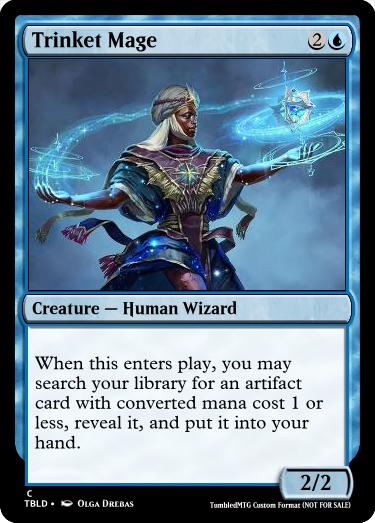 Trinket Mage 2
Creature — Human Wizard
When this enters play, you may
search your library for an artifact
card with converted mana cost 1 or
less, reveal it, and put it into your
hand.
2/2
C
TBLD • Olga Drebas
TumbledMTG Custom Format (NOT FOR SALE)